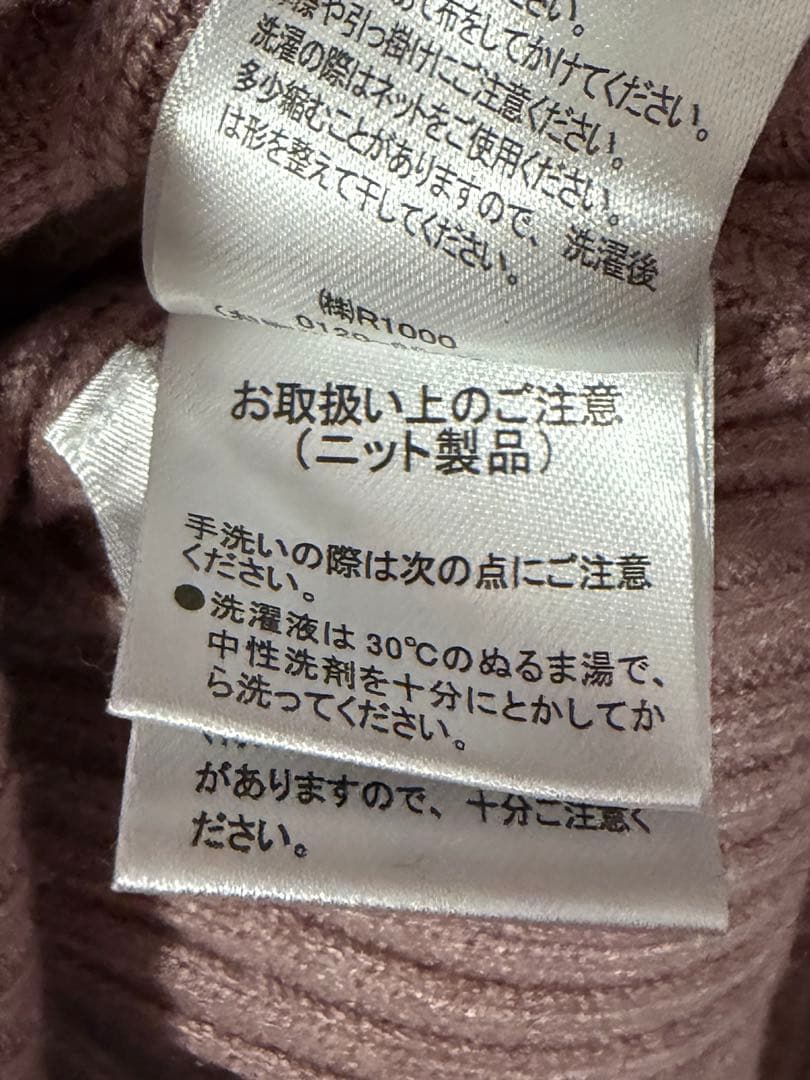 ださい。
て布をしてかけてください。
や引っ掛けにご注意ください。
洗濯の際はネットをご使用ください。
多少縮むことがありますので、洗濯後
は形を整えて干してください。
㈱R1000
0120-
お取扱い上のご注意
（ニット製品）
手洗いの際は次の点にご注意
ください。
●洗濯液は30℃のぬるま湯で、
中性洗剤を十分にとかしてか
ら洗ってください。
がありますので、十分ご注意く
ださい。